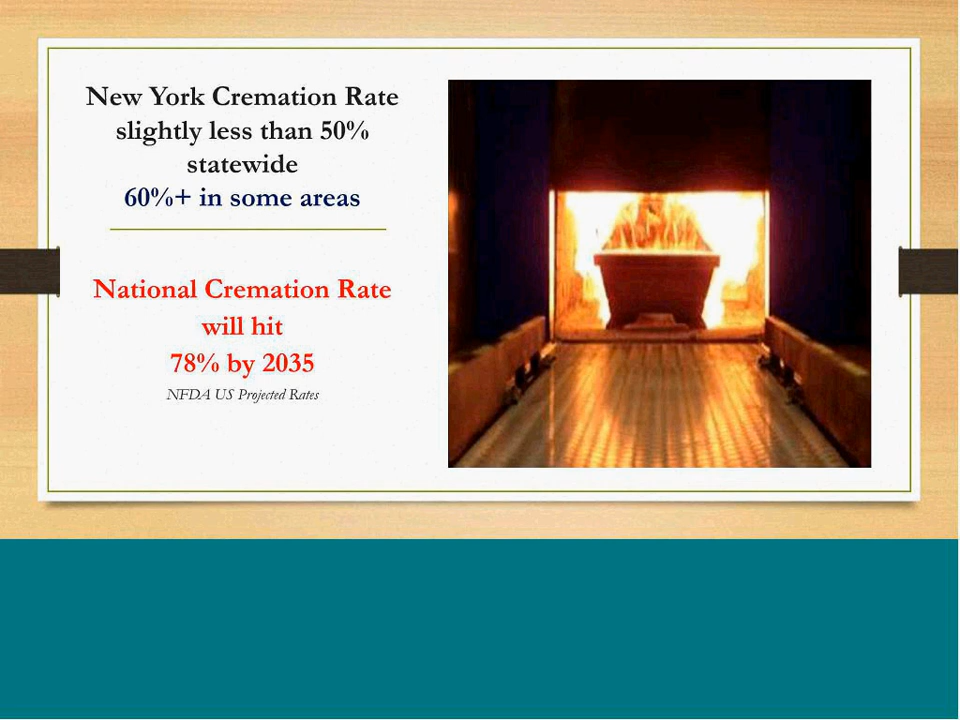 New York Cremation Rate
slightly less than 50%
statewide
60%+ in some areas
National Cremation Rate
will hit
78% by 2035
NFDA US Projected Rates